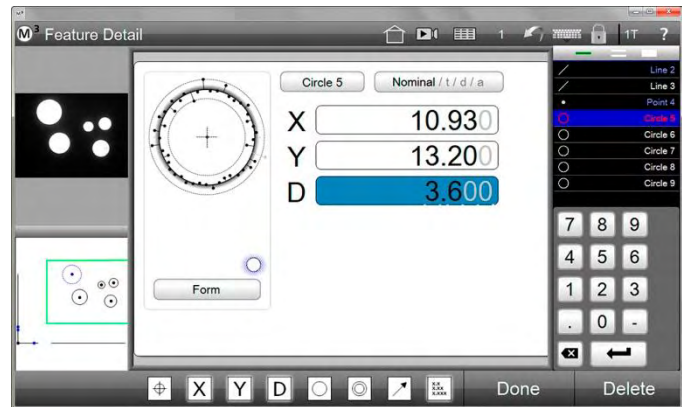 M³ Feature Detail
1
1T
?
Circle 5
Nominal / t / d / a
X
10.930
Y
13.200
D
3.600
Form
Line 2
Line 3
Point 4
Circle 5
Circle 6
Circle 7
Circle 8
Circle 9
7 8 9
4 5 6
1 2 3
. 0 -
X Y D
X.X
X.XX
X.XXX
Done
Delete